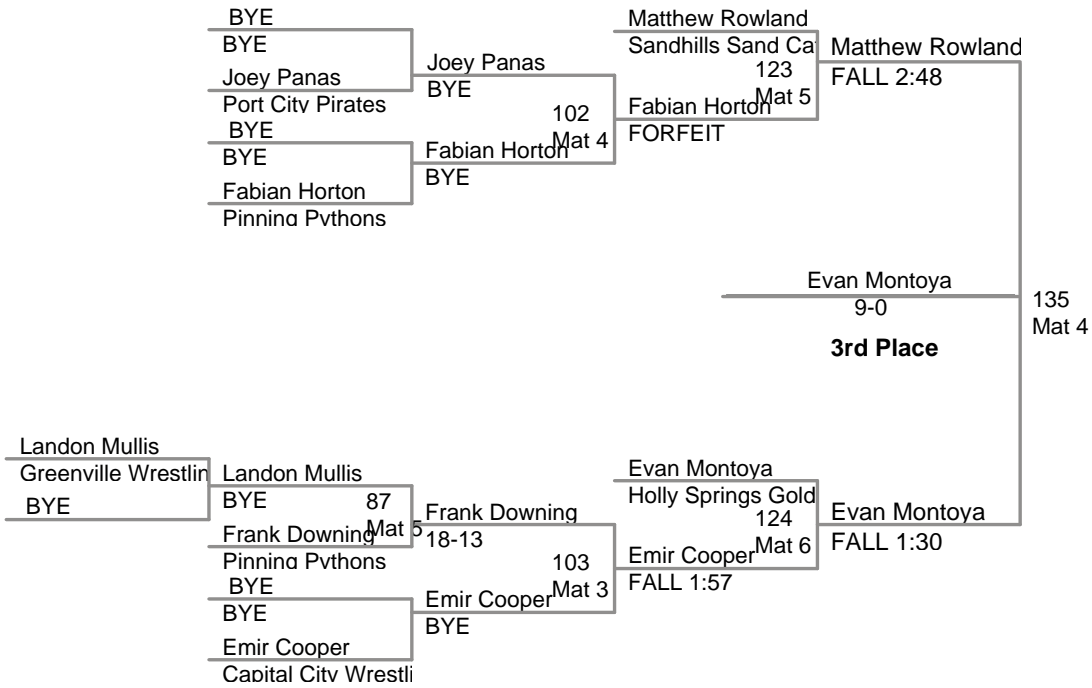 BYE
BYE
Joey Panas
Port City Pirates
BYE
BYE
Fabian Horton
Pinning Pythons
Joey Panas
BYE
102
Mat 4
Fabian Horton
BYE
Matthew Rowland
Sandhills Sand Ca
123
Mat 5
Fabian Horton
FORFEIT
Matthew Rowland
FALL 2:48
Evan Montoya
9-0
3rd Place
135
Mat 4
Landon Mullis
Greenville Wrestlin
BYE
Landon Mullis
BYE
87
Mat 5
Frank Downing
Pinning Pythons
BYE
BYE
Emir Cooper
Capital City Wrestli
Frank Downing
18-13
103
Mat 3
Emir Cooper
BYE
Evan Montoya
Holly Springs Gold
124
Mat 6
Emir Cooper
FALL 1:57
Evan Montoya
FALL 1:30